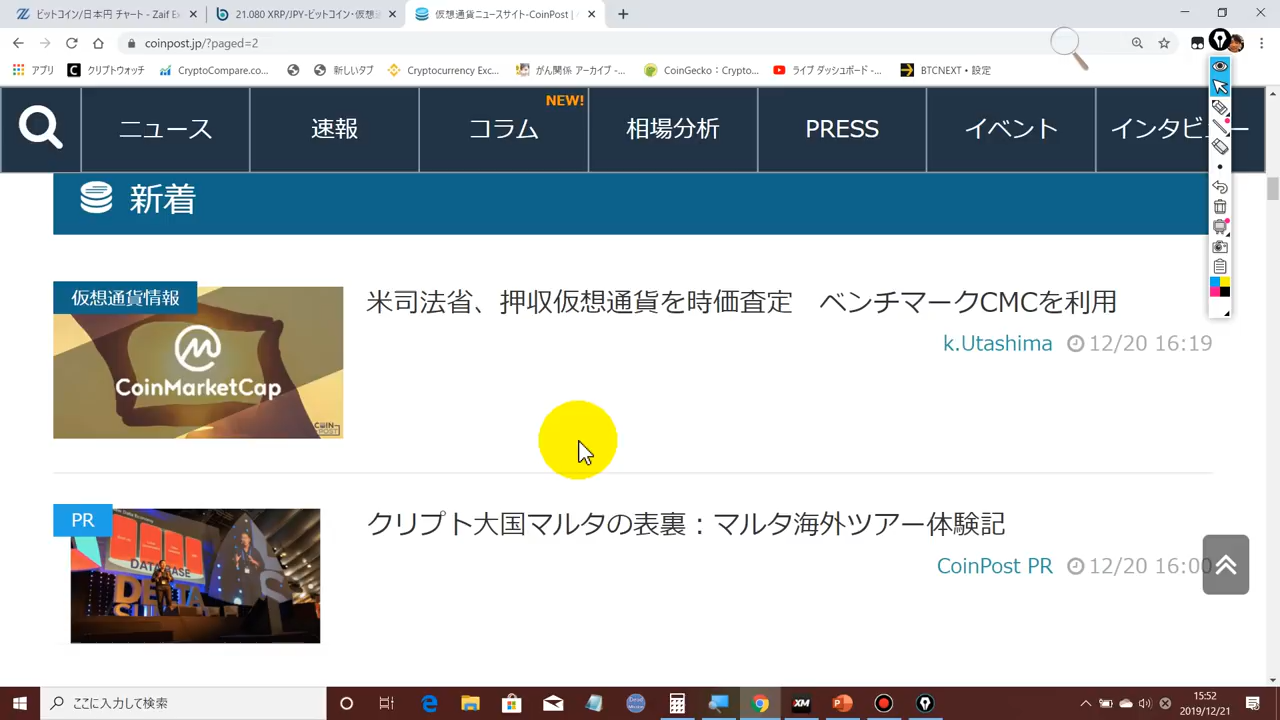 ビットコイン/日本円 チャート - Zaif Ex
21.080 XRP/JPY-ビットコイン・仮想通
仮想通貨ニュースサイト-CoinPost | 
coinpost.jp/?paged=2
アプリ
クリプトウォッチ
CryptoCompare.co...
新しいタブ
Cryptocurrency Exc...
がん関係 アーカイブ -...
CoinGecko：Crypto...
ライブ ダッシュボード -...
BTCNEXT・設定
ニュース
速報
NEW!
コラム
相場分析
PRESS
イベント
インタビュー
新着
仮想通貨情報
CoinMarketCap
COIN POST
米司法省、押収仮想通貨を時価査定　ベンチマークCMCを利用
k.Utashima 12/20 16:19
PR
DATABASE
DELTA
クリプト大国マルタの表裏：マルタ海外ツアー体験記
CoinPost PR 12/20 16:00
ここに入力して検索
XM
15:52
2019/12/21